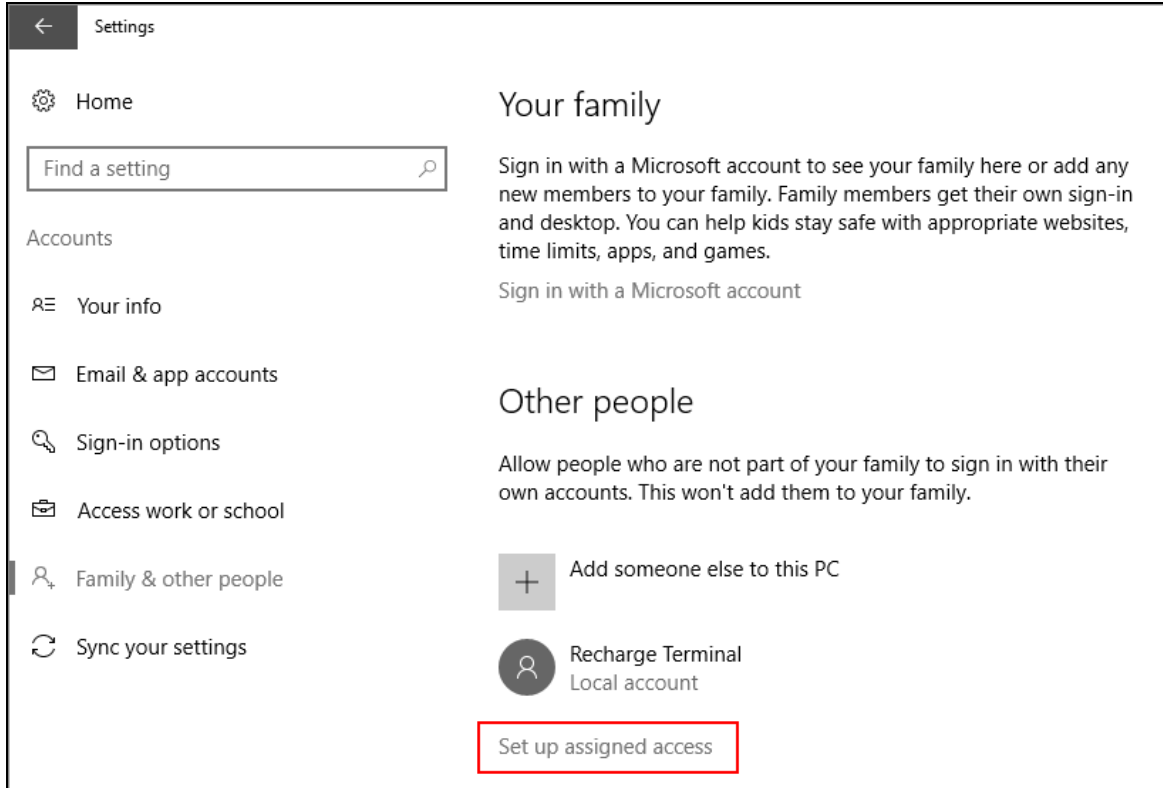 Settings
Home
Find a setting
Accounts
Your info
Email & app accounts
Sign-in options
Access work or school
Family & other people
Sync your settings
Your family
Sign in with a Microsoft account to see your family here or add any
new members to your family. Family members get their own sign-in
and desktop. You can help kids stay safe with appropriate websites,
time limits, apps, and games.
Sign in with a Microsoft account
Other people
Allow people who are not part of your family to sign in with their
own accounts. This won't add them to your family.
Add someone else to this PC
Recharge Terminal
Local account
Set up assigned access